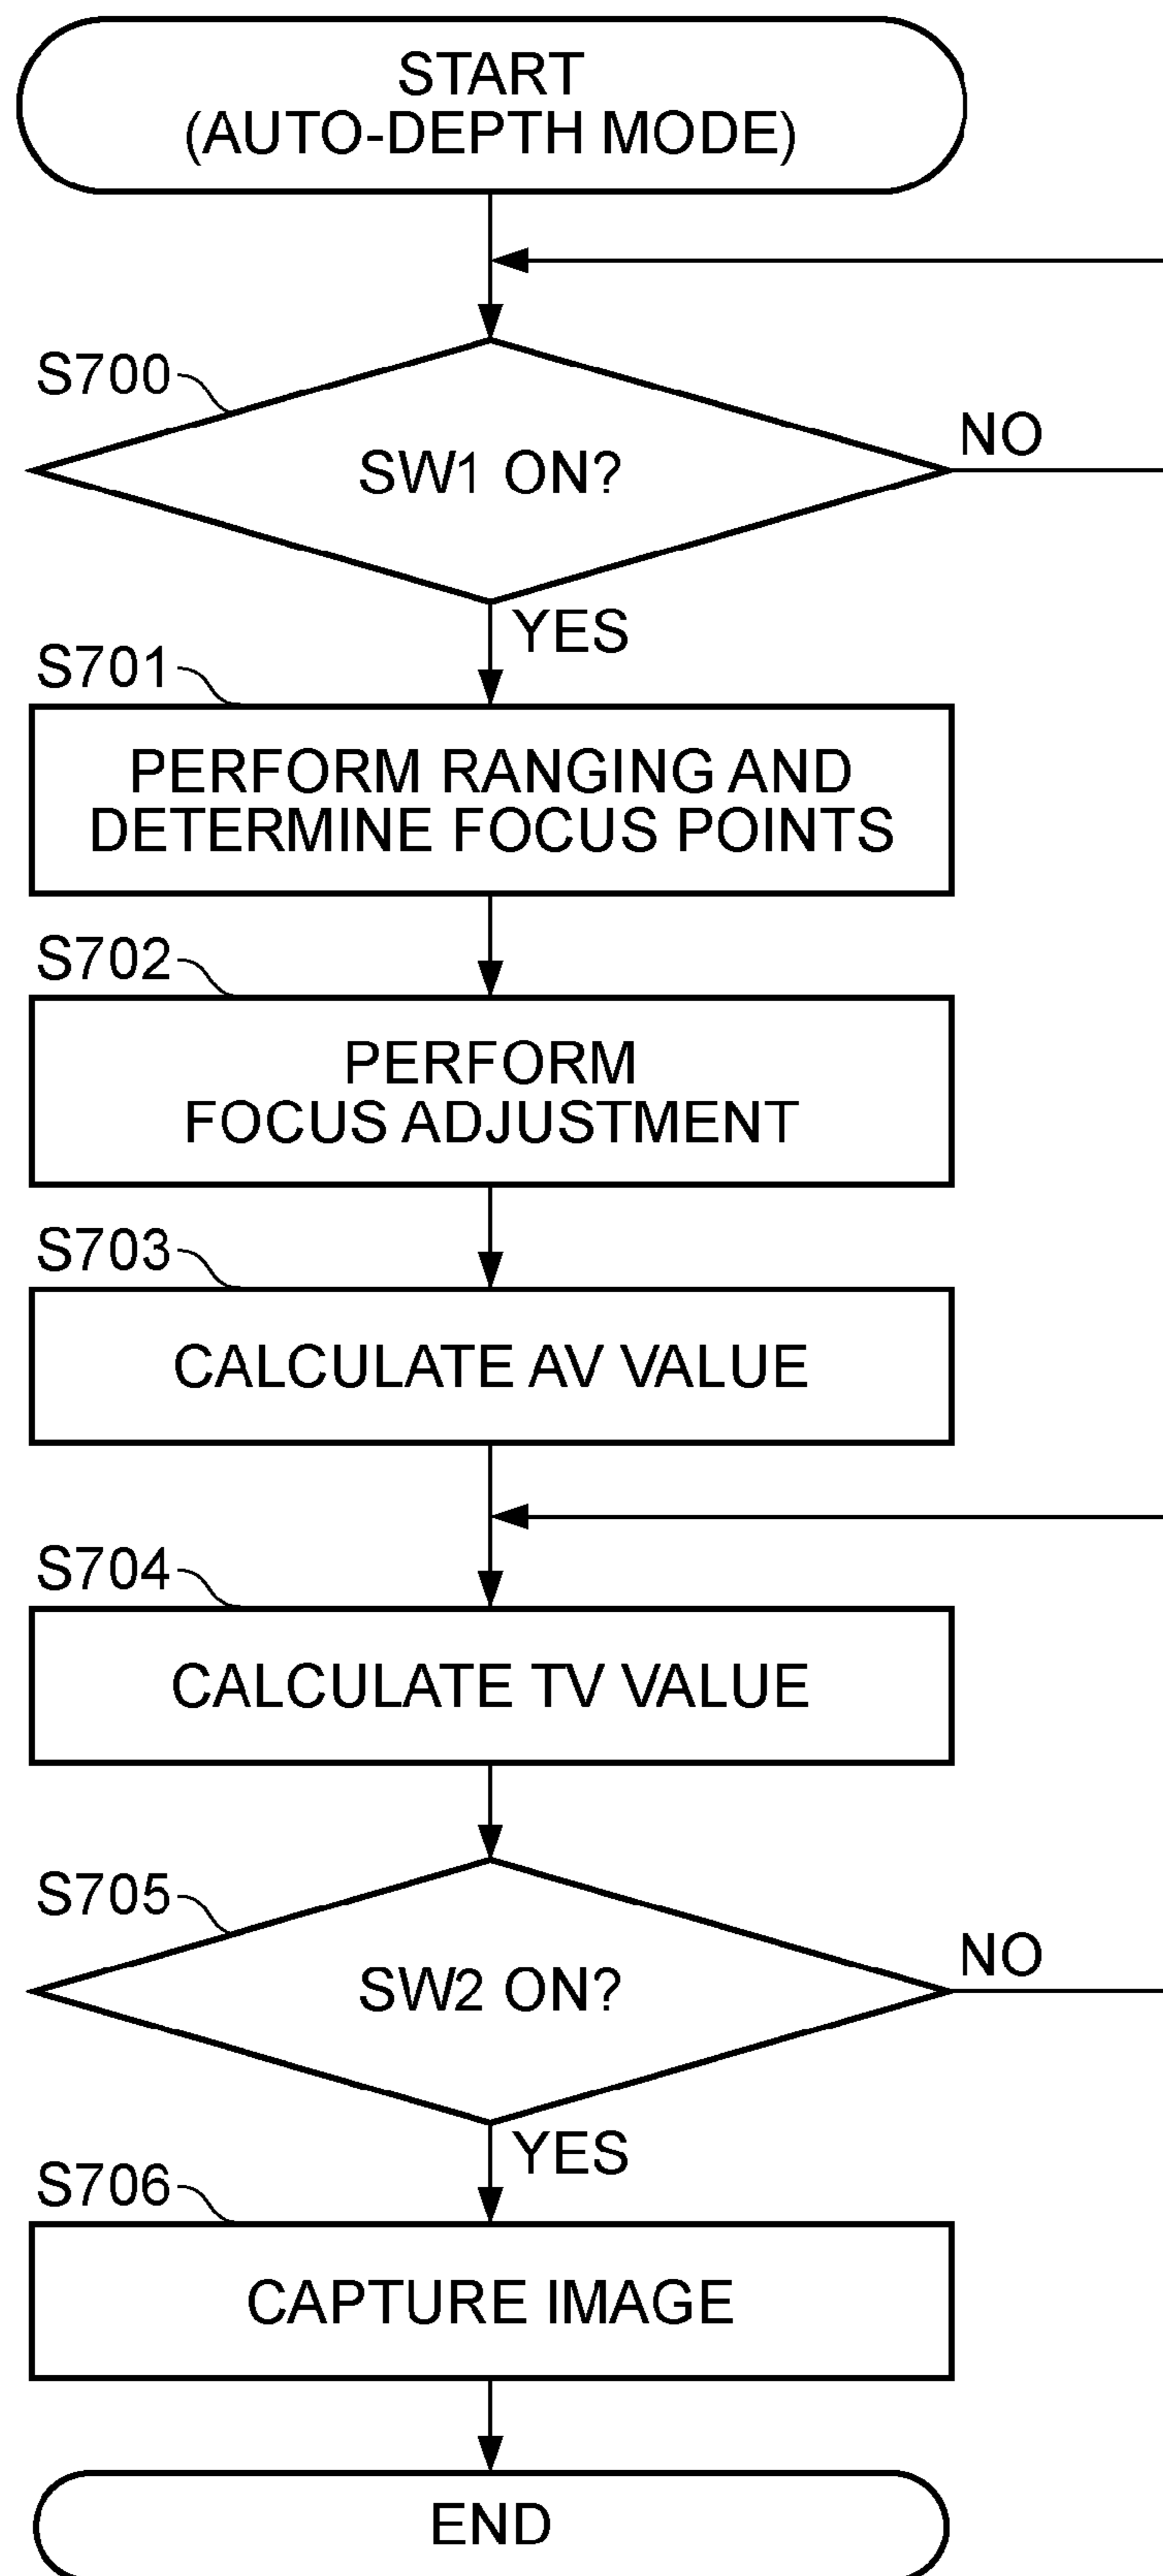 START
(AUTO-DEPTH MODE)
S700
SW1 ON?
NO
YES
S701
PERFORM RANGING AND
DETERMINE FOCUS POINTS
S702
PERFORM
FOCUS ADJUSTMENT
S703
CALCULATE AV VALUE
S704
CALCULATE TV VALUE
S705
SW2 ON?
NO
YES
S706
CAPTURE IMAGE
END